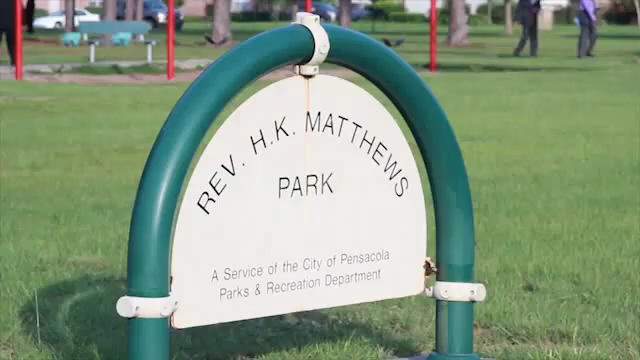 REV. H.K. MATTHEWS
PARK
A Service of the City of Pensacola
Parks & Recreation Department